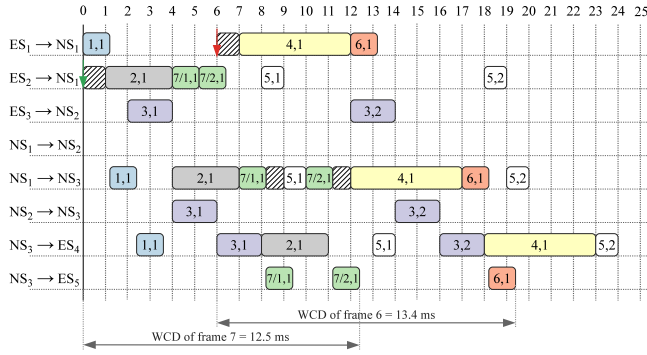 0 1 2 3 4 5 6 7 8 9 10 11 12 13 14 15 16 17 18 19 20 21 22 23 24 25
ES1 → NS1 1,1 4,1 6,1
ES2 → NS1 2,1 7/1,1 7/2,1 5,1 5,2
ES3 → NS2 3,1 3,2
NS1 → NS2
NS1 → NS3 1,1 2,1 7/1,1 5,1 7/2,1 4,1 6,1 5,2
NS2 → NS3 3,1 3,2
NS3 → ES4 1,1 3,1 2,1 5,1 3,2 4,1 5,2
NS3 → ES5 7/1,1 7/2,1 6,1
WCD of frame 6 = 13.4 ms
WCD of frame 7 = 12.5 ms